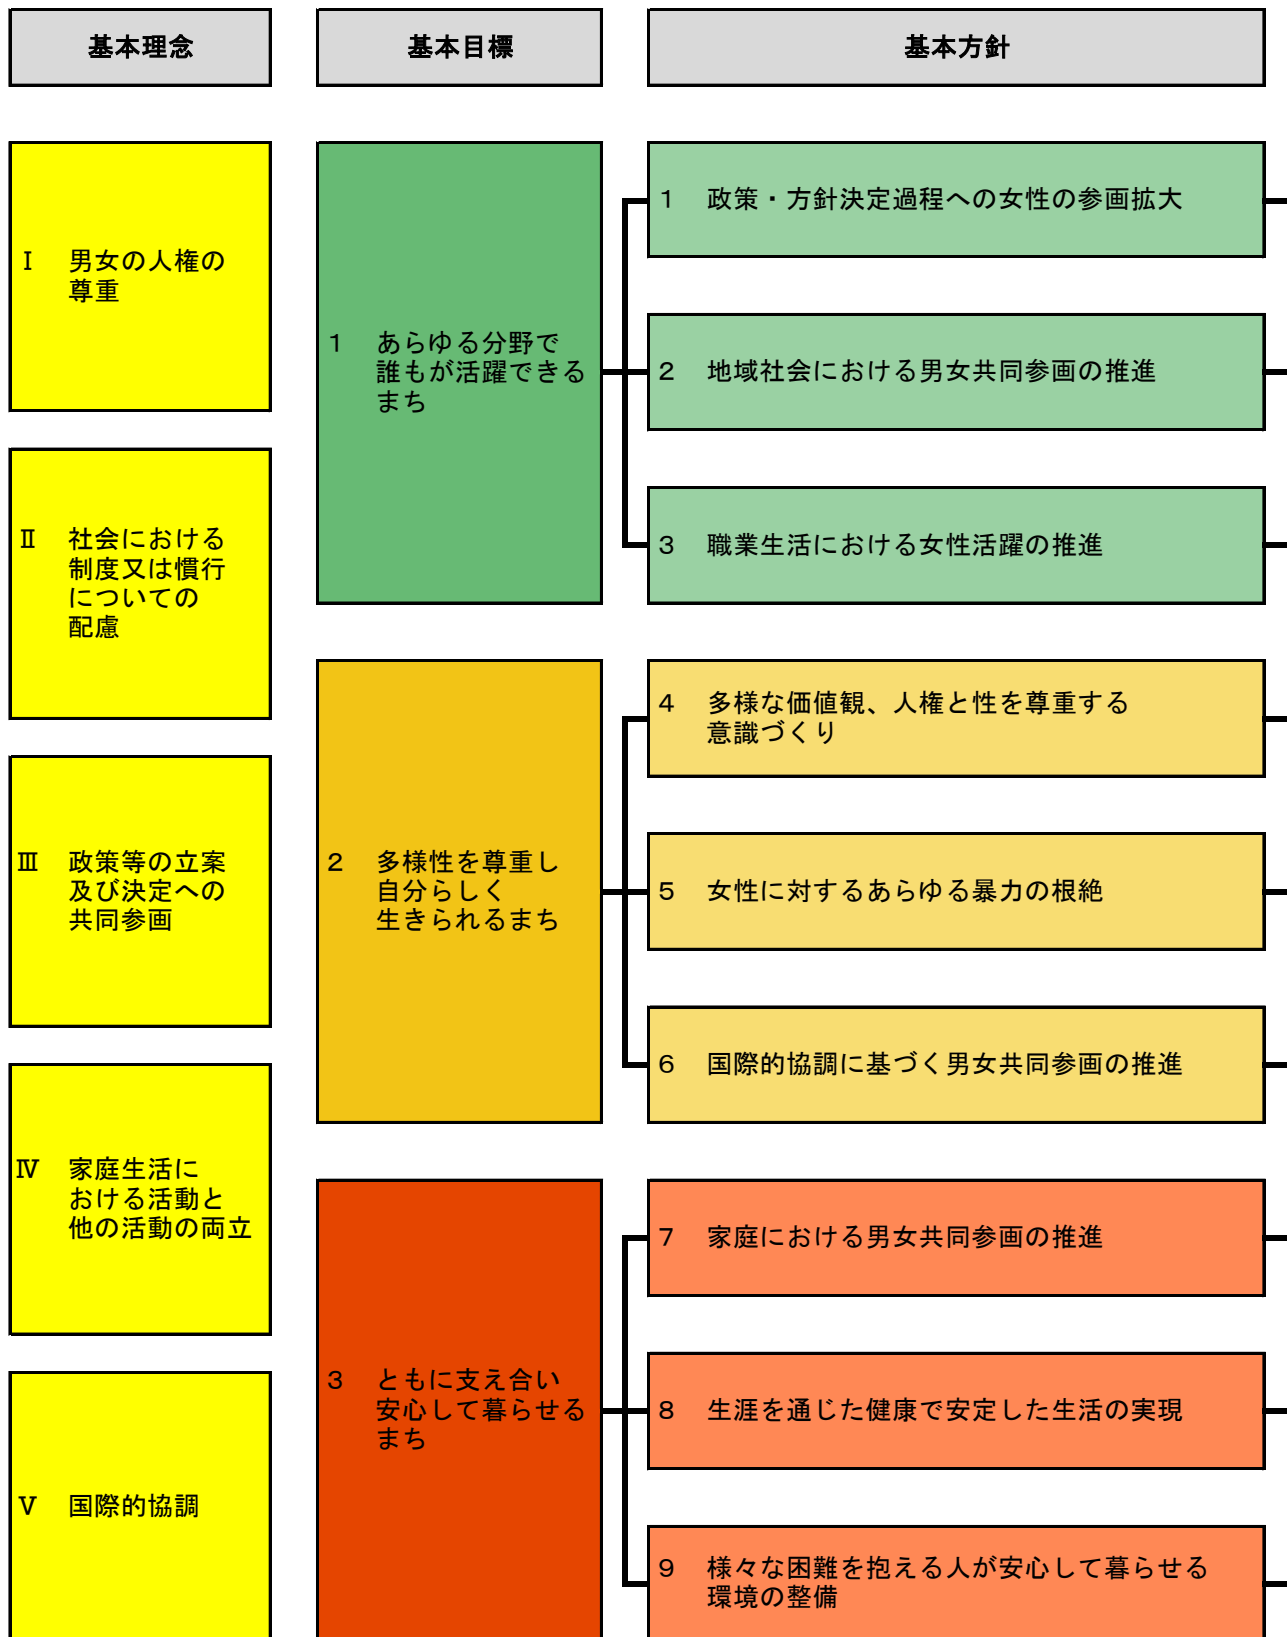 基本理念
基本目標
基本方針
Ⅰ 男女の人権の
尊重
Ⅱ 社会における
制度又は慣行
についての
配慮
Ⅲ 政策等の立案
及び決定への
共同参画
Ⅳ 家庭生活に
おける活動と
他の活動の両立
Ⅴ 国際的協調
1 あらゆる分野で
誰もが活躍できる
まち
1 政策・方針決定過程への女性の参画拡大
2 地域社会における男女共同参画の推進
3 職業生活における女性活躍の推進
2 多様性を尊重し
自分らしく
生きられるまち
4 多様な価値観、人権と性を尊重する
意識づくり
5 女性に対するあらゆる暴力の根絶
6 国際的協調に基づく男女共同参画の推進
3 ともに支え合い
安心して暮らせる
まち
7 家庭における男女共同参画の推進
8 生涯を通じた健康で安定した生活の実現
9 様々な困難を抱える人が安心して暮らせる
環境の整備